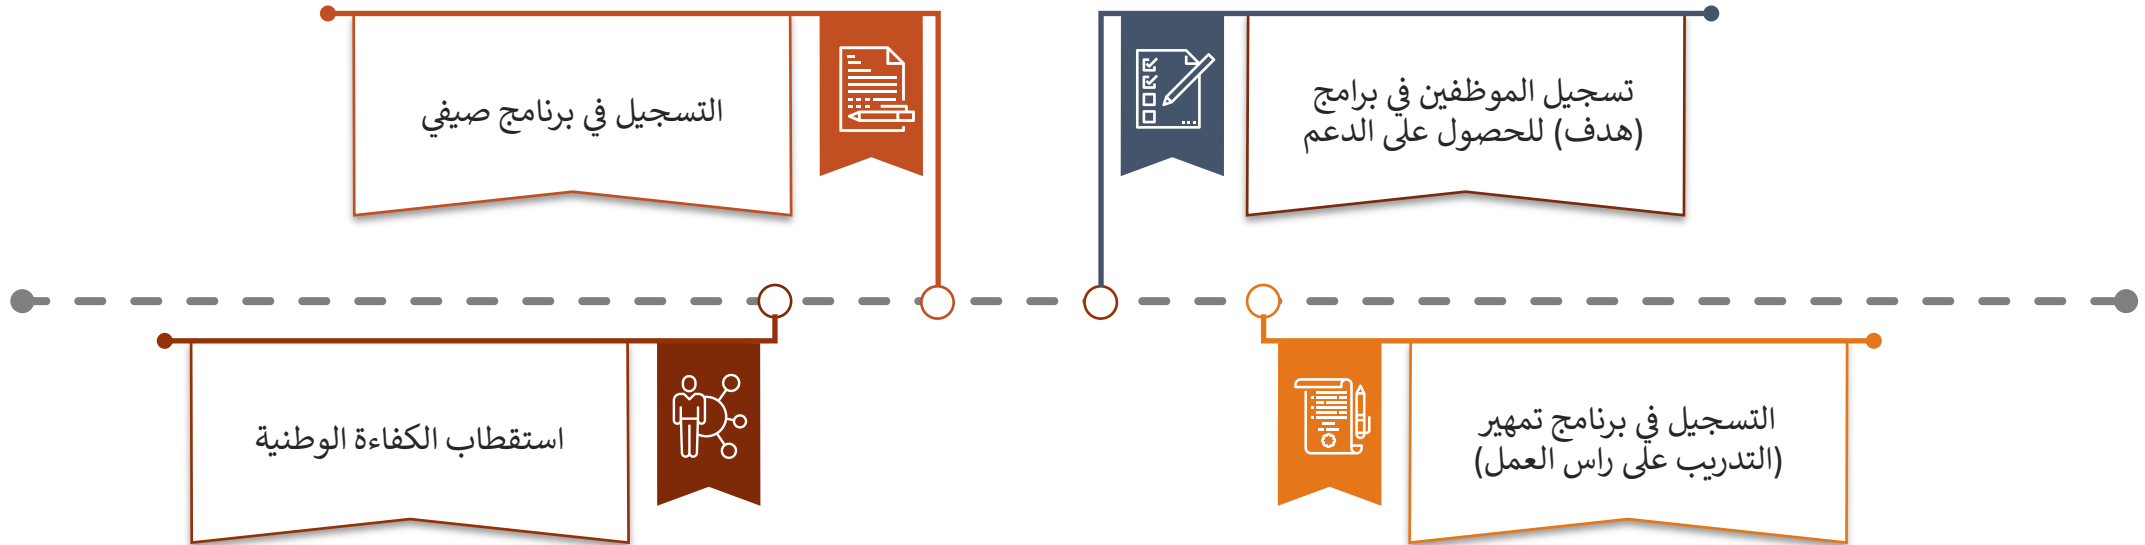 تسجيل الموظفين في برامج
(هدف) للحصول على الدعم
التسجيل في برنامج صيفي
التسجيل في برنامج تمهير
(التدريب على راس العمل)
استقطاب الكفاءة الوطنية